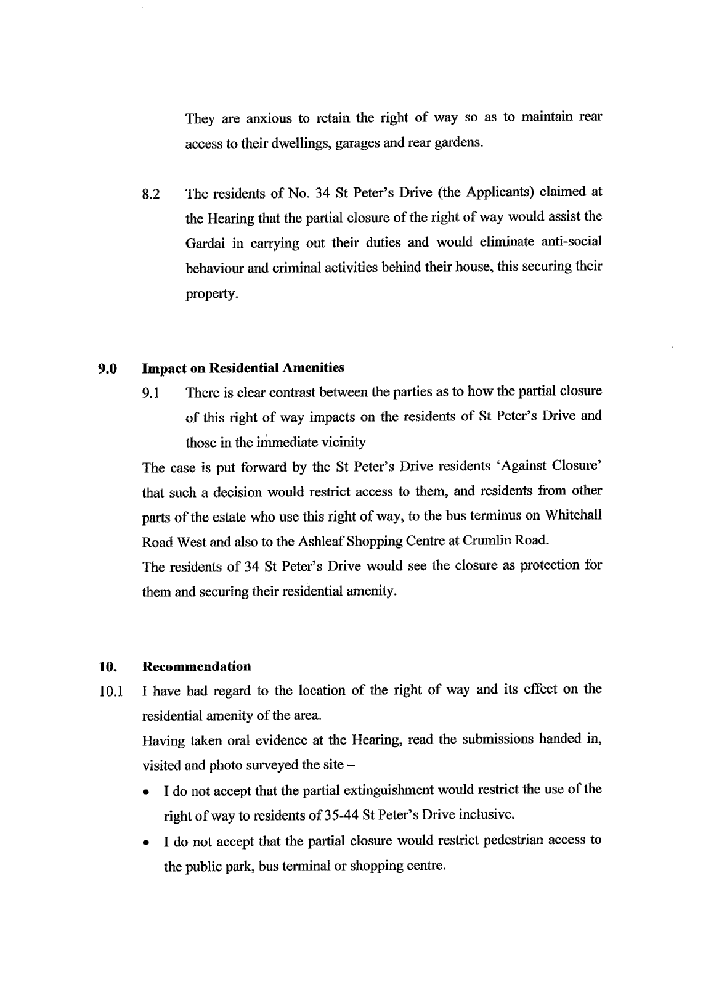 They are anxious to retain the right of way so as to maintain rear
access to their dwellings, garages and rear gardens.
8.2 The residents of No. 34 St Peter's Drive (the Applicants) claimed at
the Hearing that the partial closure of the right of way would assist the
Gardai in carrying out their duties and would eliminate anti-social
behaviour and criminal activities behind their house, this securing their
property.
9.0 Impact on Residential Amenities
9.1 There is clear contrast between the parties as to how the partial closure
of this right of way impacts on the residents of St Peter's Drive and
those in the immediate vicinity
The case is put forward by the St Peter's Drive residents 'Against Closure'
that such a decision would restrict access to them, and residents from other
parts of the estate who use this right of way, to the bus terminus on Whitehall
Road West and also to the Ashleaf Shopping Centre at Crumlin Road.
The residents of 34 St Peter's Drive would see the closure as protection for
them and securing their residential amenity.
10. Recommendation
10.1 I have had regard to the location of the right of way and its effect on the
residential amenity of the area.
Having taken oral evidence at the Hearing, read the submissions handed in,
visited and photo surveyed the site –
• I do not accept that the partial extinguishment would restrict the use of the
right of way to residents of 35-44 St Peter's Drive inclusive.
• I do not accept that the partial closure would restrict pedestrian access to
the public park, bus terminal or shopping centre.